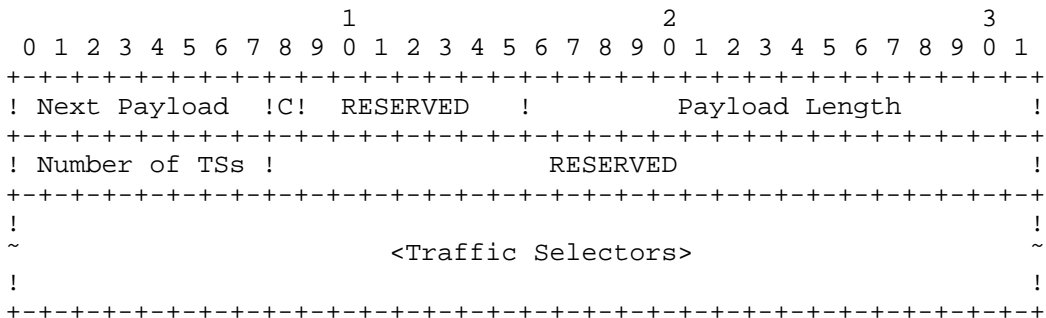 1                   2                   3
 0 1 2 3 4 5 6 7 8 9 0 1 2 3 4 5 6 7 8 9 0 1 2 3 4 5 6 7 8 9 0 1
+-+-+-+-+-+-+-+-+-+-+-+-+-+-+-+-+-+-+-+-+-+-+-+-+-+-+-+-+-+-+-+-+
! Next Payload  !C!  RESERVED   !         Payload Length        !
+-+-+-+-+-+-+-+-+-+-+-+-+-+-+-+-+-+-+-+-+-+-+-+-+-+-+-+-+-+-+-+-+
! Number of TSs !                 RESERVED                      !
+-+-+-+-+-+-+-+-+-+-+-+-+-+-+-+-+-+-+-+-+-+-+-+-+-+-+-+-+-+-+-+-+
!                                                               !
~                       <Traffic Selectors>                     ~
!                                                               !
+-+-+-+-+-+-+-+-+-+-+-+-+-+-+-+-+-+-+-+-+-+-+-+-+-+-+-+-+-+-+-+-+